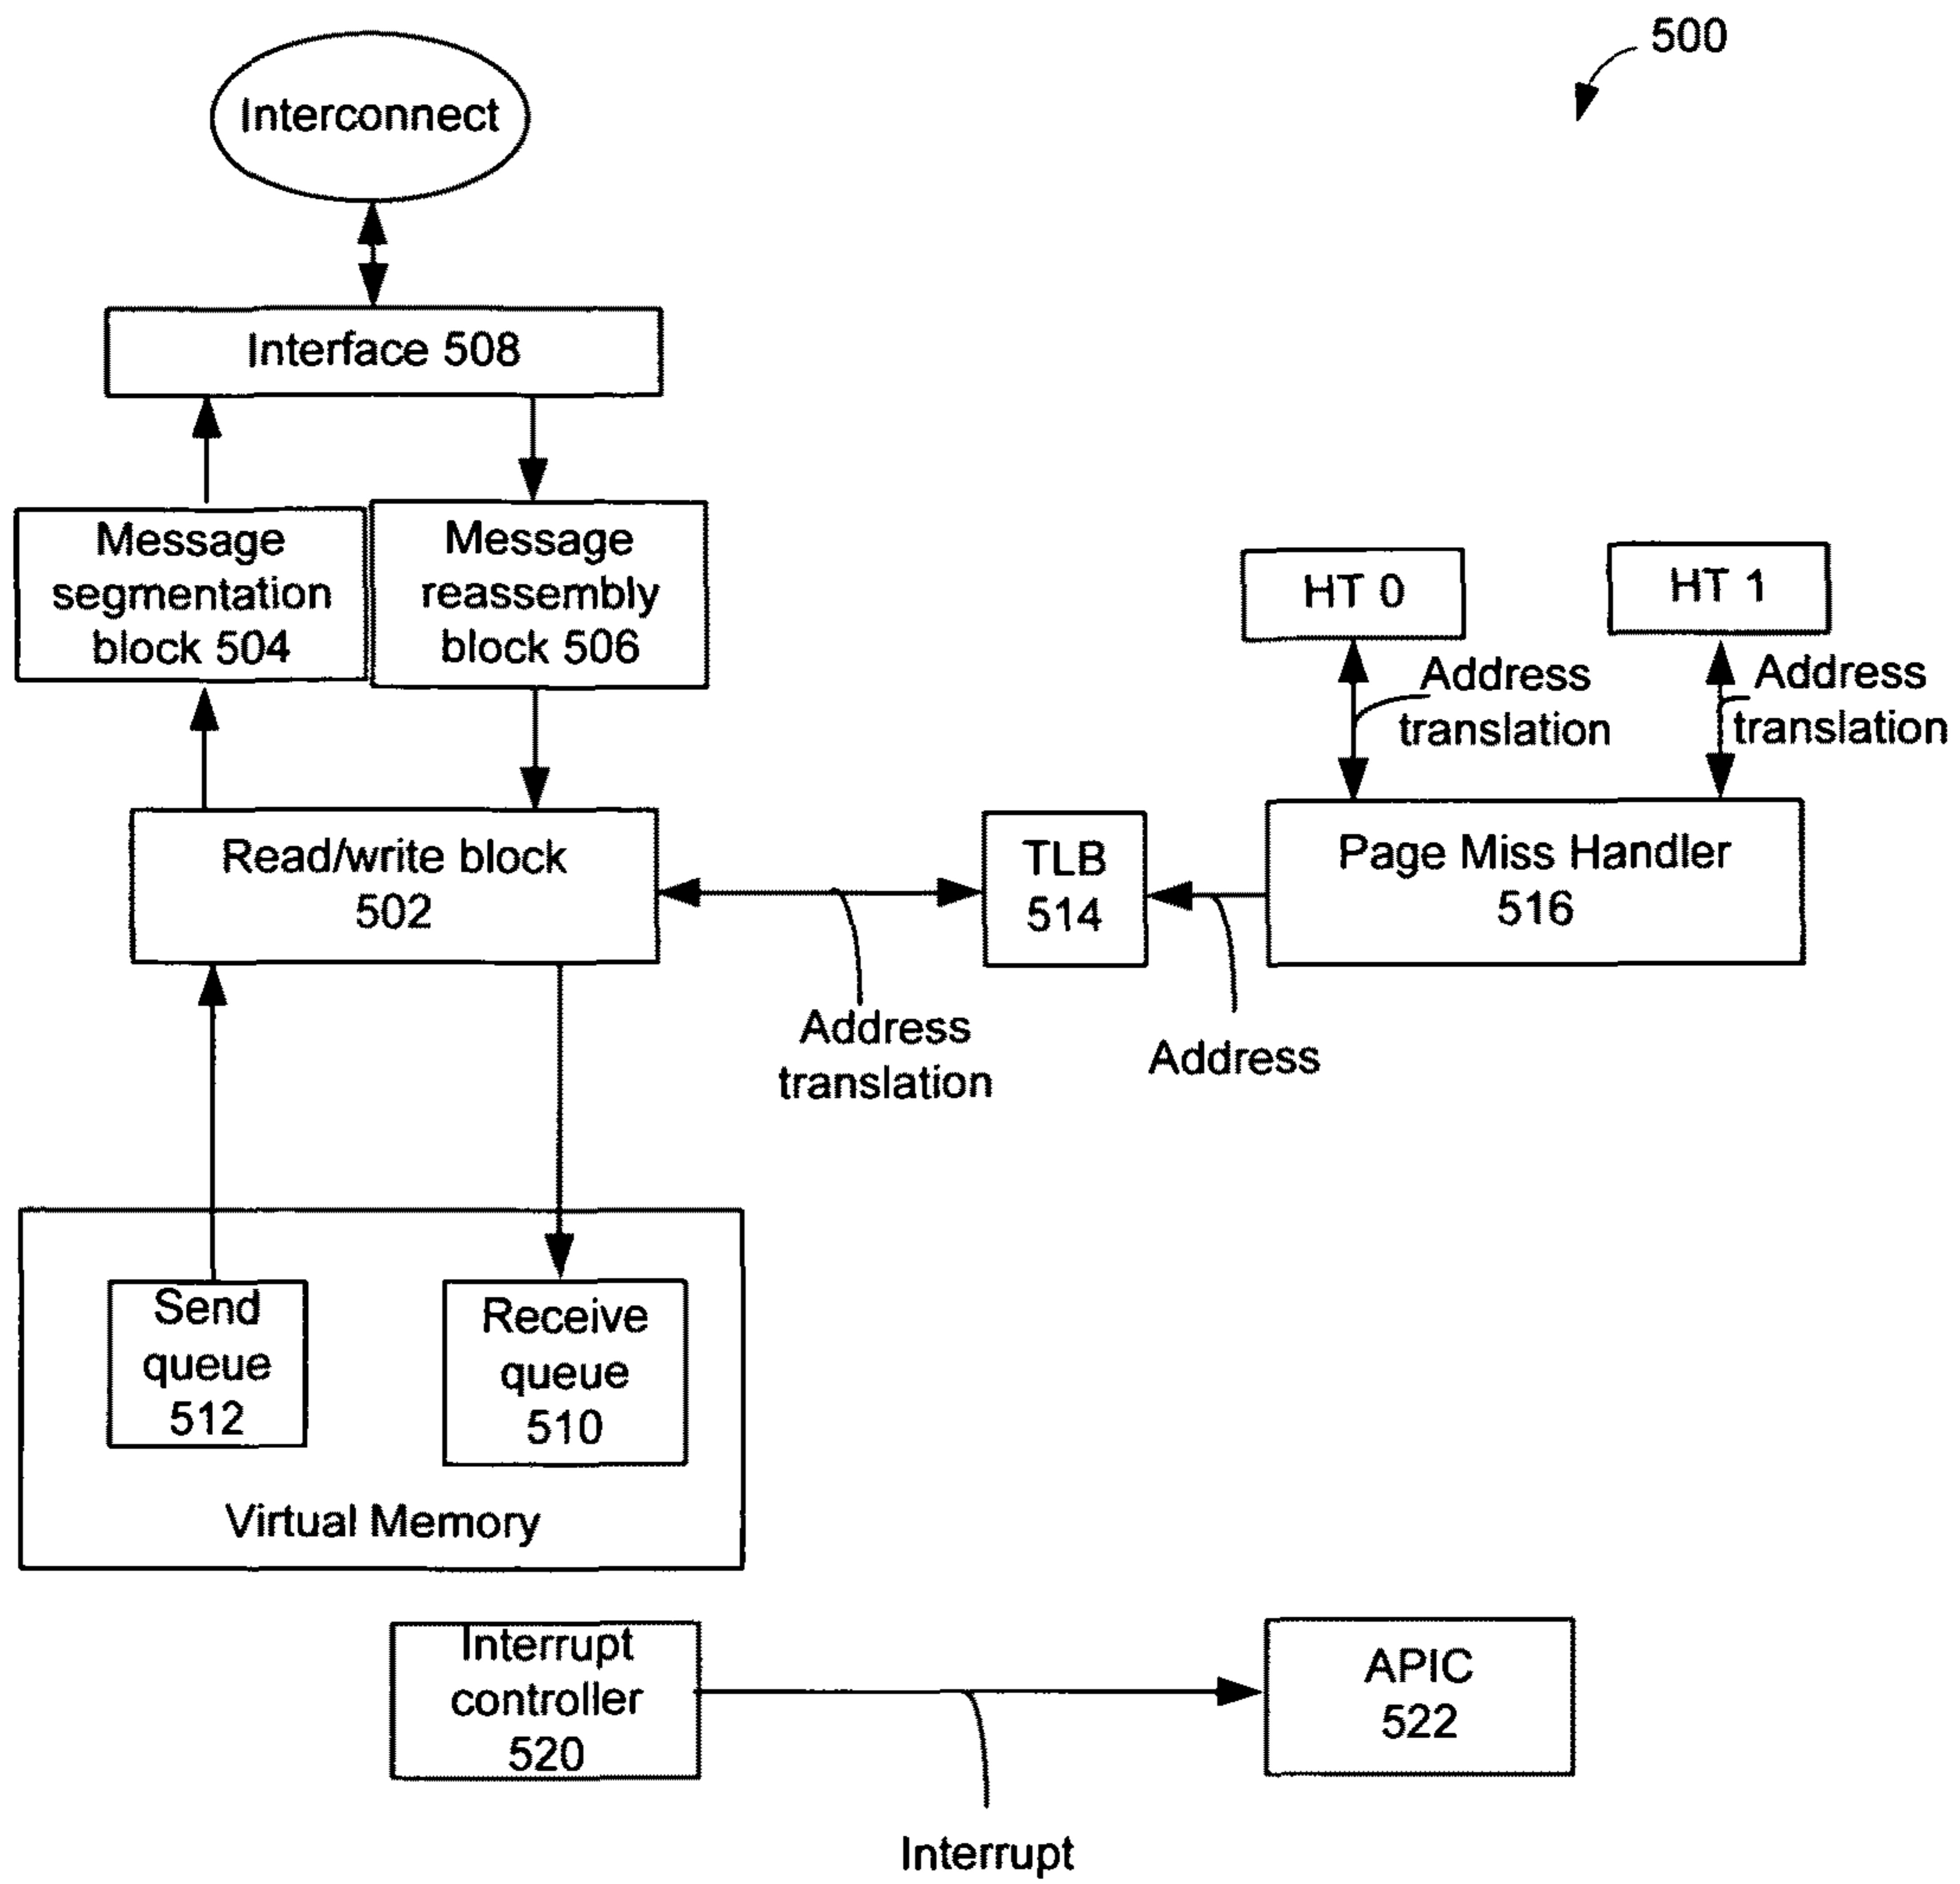 500
Interconnect
Interface 508
Message
segmentation
block 504
Message
reassembly
block 506
HT 0
HT 1
Address
translation
Address
translation
Read/write block
502
TLB
514
Page Miss Handler
516
Address
translation
Address
Send
queue
512
Receive
queue
510
Virtual Memory
Interrupt
controller
520
APIC
522
Interrupt